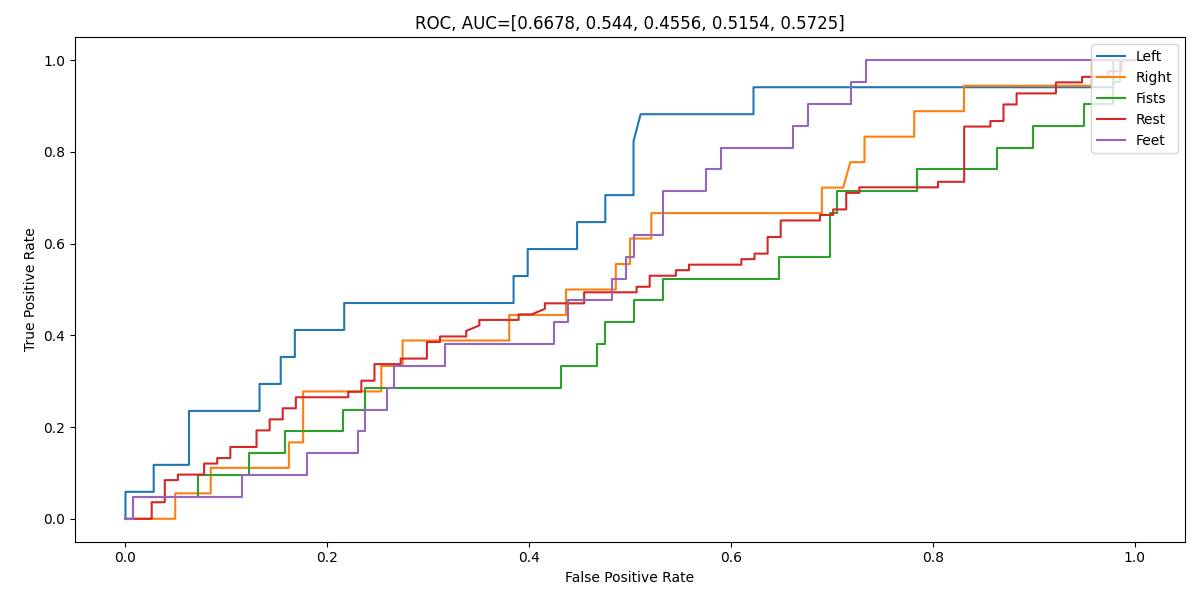 ROC, AUC=[0.6678, 0.544, 0.4556, 0.5154, 0.5725]
Left
Right
Fists
Rest
Feet
True Positive Rate
1.0
0.8
0.6
0.4
0.2
0.0
0.0 0.2 0.4 0.6 0.8 1.0
False Positive Rate